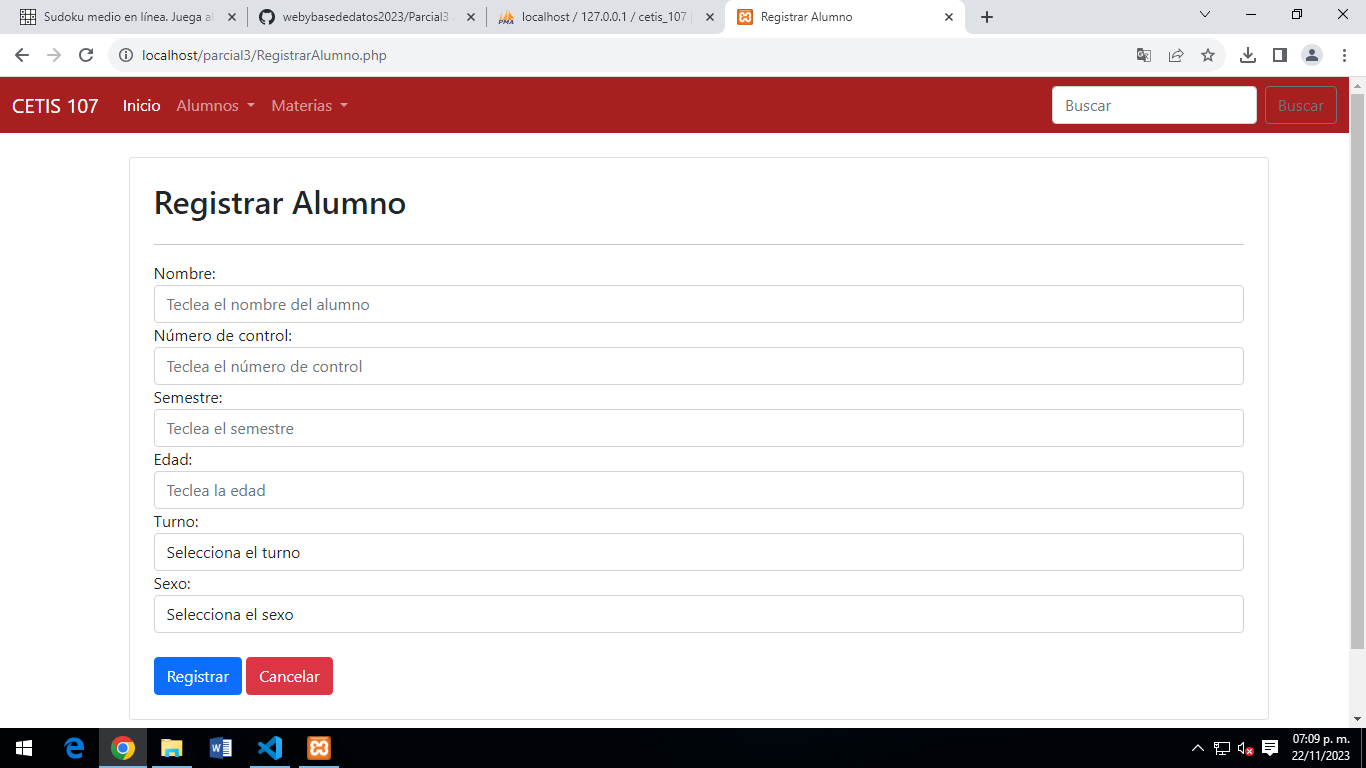 Sudoku medio en línea. Juega al
webybasededatos2023/Parcial3
localhost / 127.0.0.1 / cetis_107
Registrar Alumno
localhost/parcial3/RegistrarAlumno.php
CETIS 107 Inicio Alumnos Materias Buscar Buscar
Registrar Alumno
Nombre:
Teclea el nombre del alumno
Número de control:
Teclea el número de control
Semestre:
Teclea el semestre
Edad:
Teclea la edad
Turno:
Selecciona el turno
Sexo:
Selecciona el sexo
Registrar Cancelar
07:09 p. m.
22/11/2023